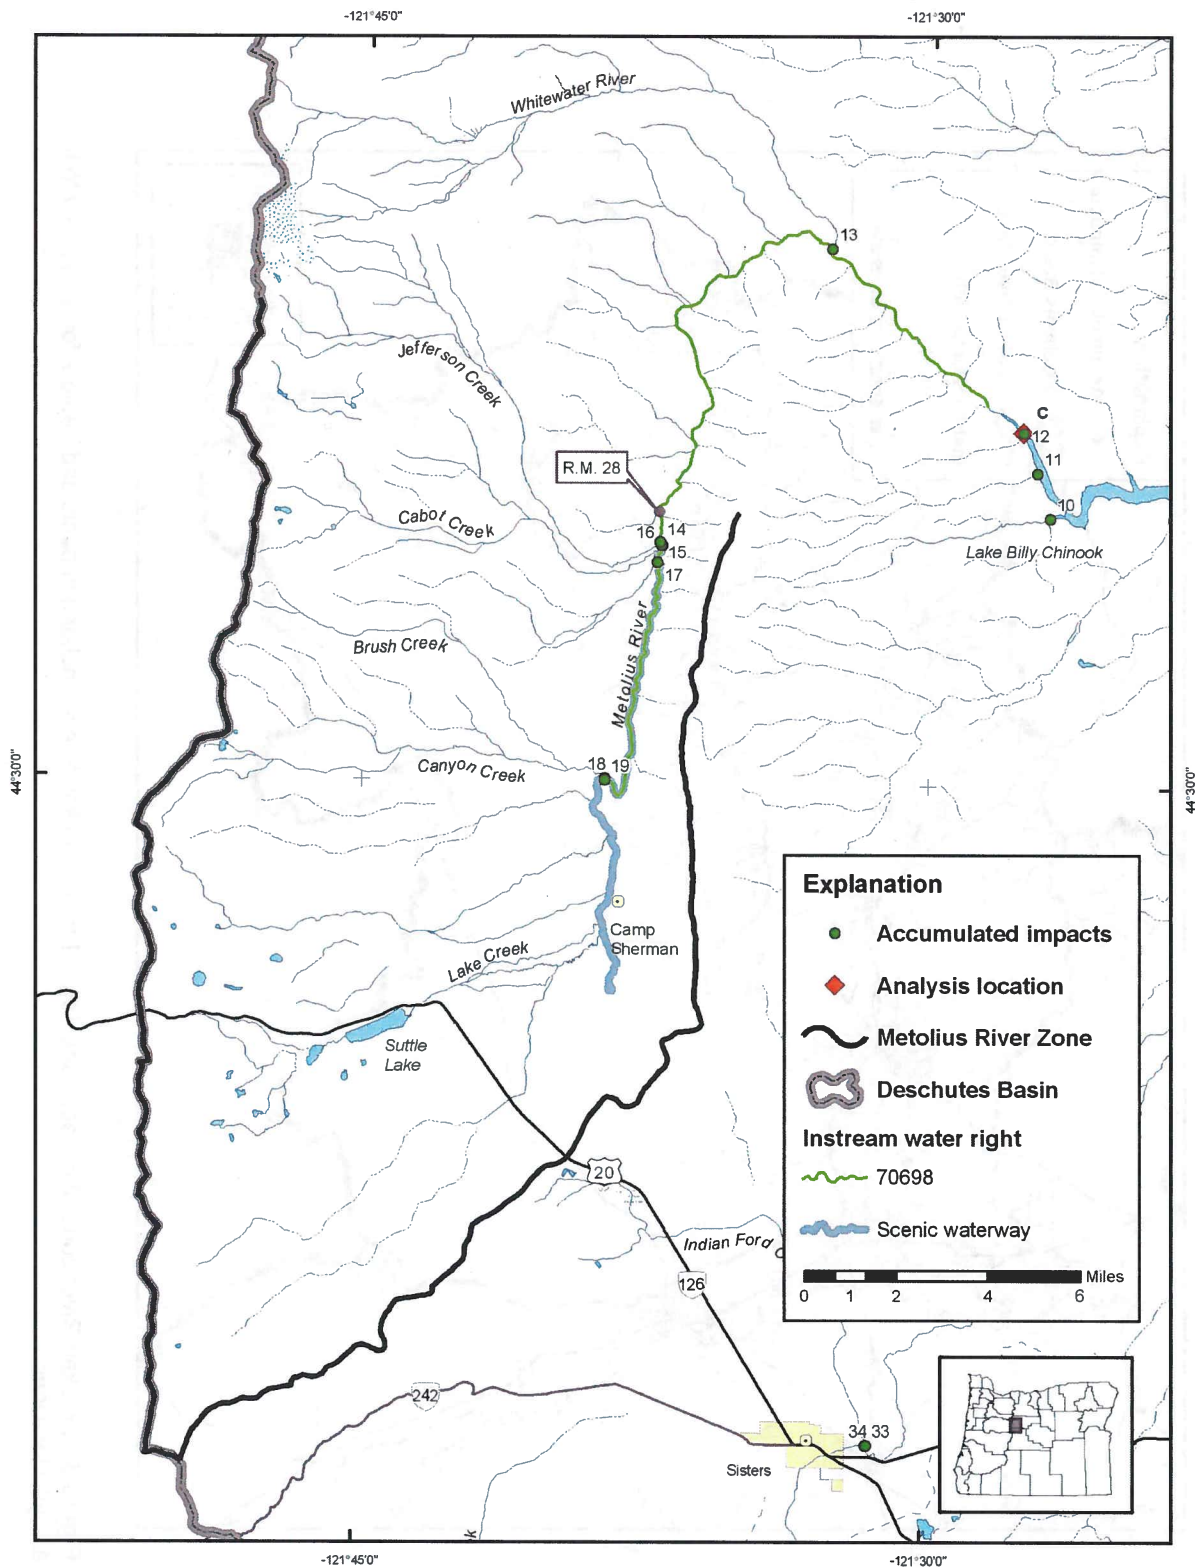 -121°45'0"
-121°30'0"
Whitewater River
13
Jefferson Creek
C
12
11
R.M. 28
10
Cabot Creek
16
14
15
Lake Billy Chinook
17
Metolius River
Brush Creek
44°30'0"
44°30'0"
18 19
Canyon Creek
Explanation
Accumulated impacts
Camp
Sherman
Lake Creek
Analysis location
Metolius River Zone
Suttle
Lake
Deschutes Basin
Instream water right
20
70698
Scenic waterway
Indian Ford C
126
Miles
0 1 2 4 6
242
34 33
Sisters
k
-121°45'0"
-121°30'0"